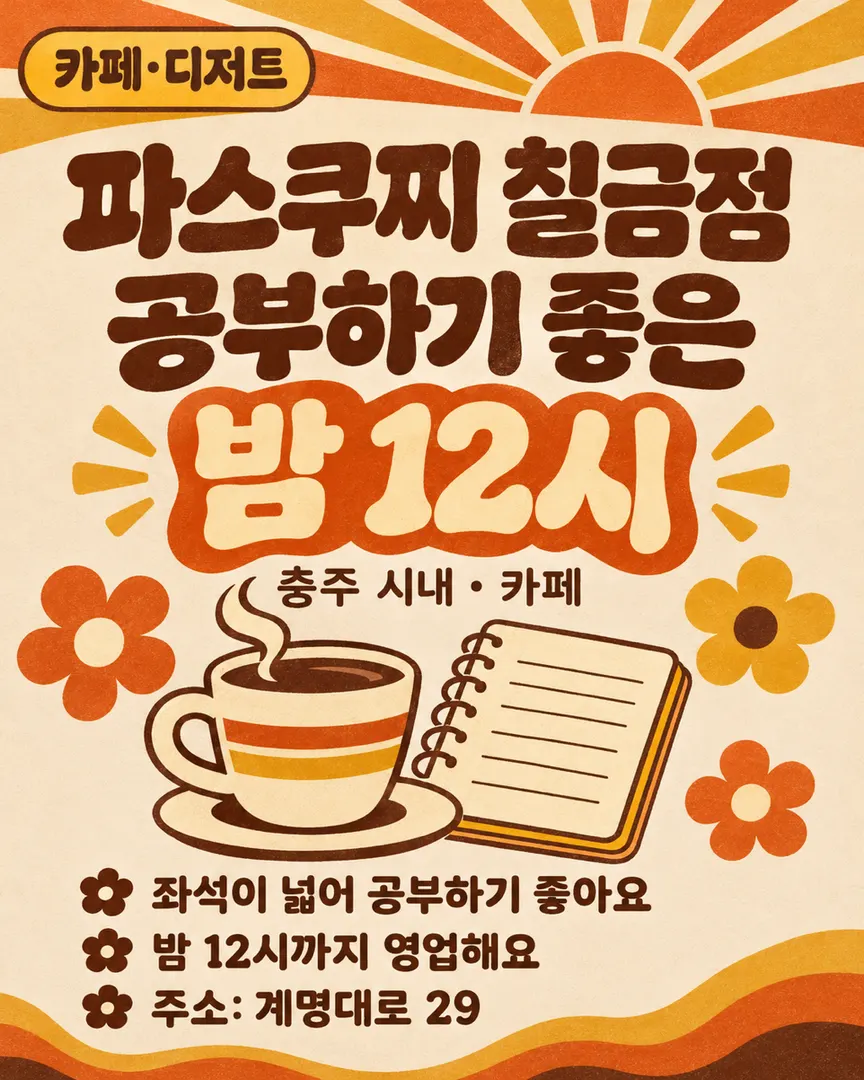 카페·디저트
파스쿠찌 칠금점
공부하기 좋은
밤 12시
충주 시내 · 카페
좌석이 넓어 공부하기 좋아요
밤 12시까지 영업해요
주소: 계명대로 29